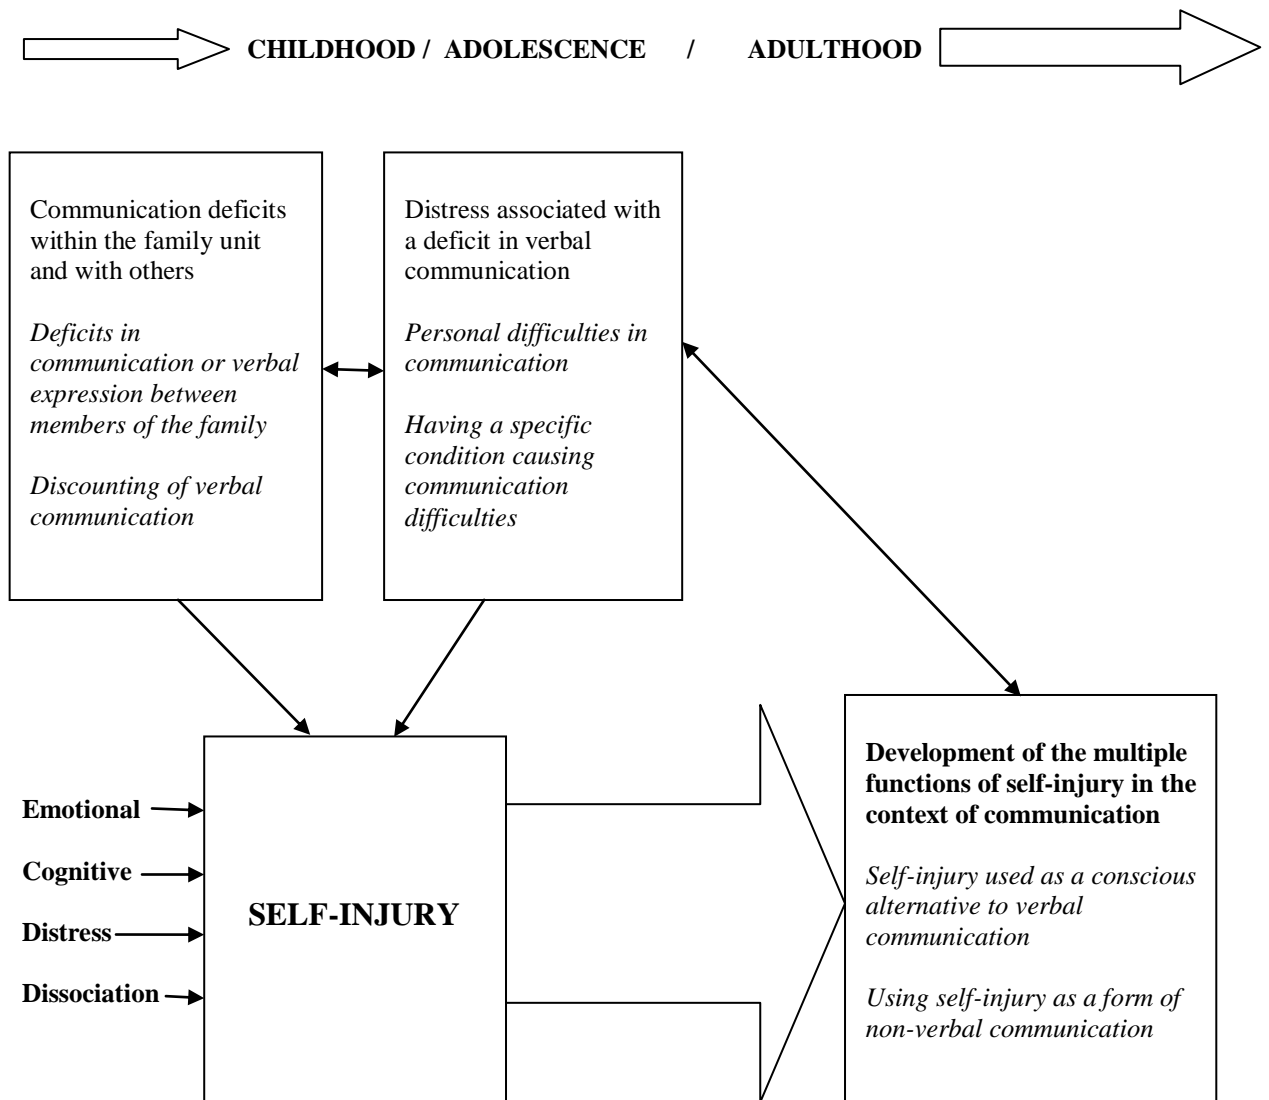 CHILDHOOD / ADOLESCENCE / ADULTHOOD
Communication deficits
within the family unit
and with others
Deficits in
communication or verbal
expression between
members of the family
Discounting of verbal
communication
Distress associated with
a deficit in verbal
communication
Personal difficulties in
communication
Having a specific
condition causing
communication
difficulties
Emotional
Cognitive
Distress
Dissociation
SELF-INJURY
Development of the multiple
functions of self-injury in the
context of communication
Self-injury used as a conscious
alternative to verbal
communication
Using self-injury as a form of
non-verbal communication